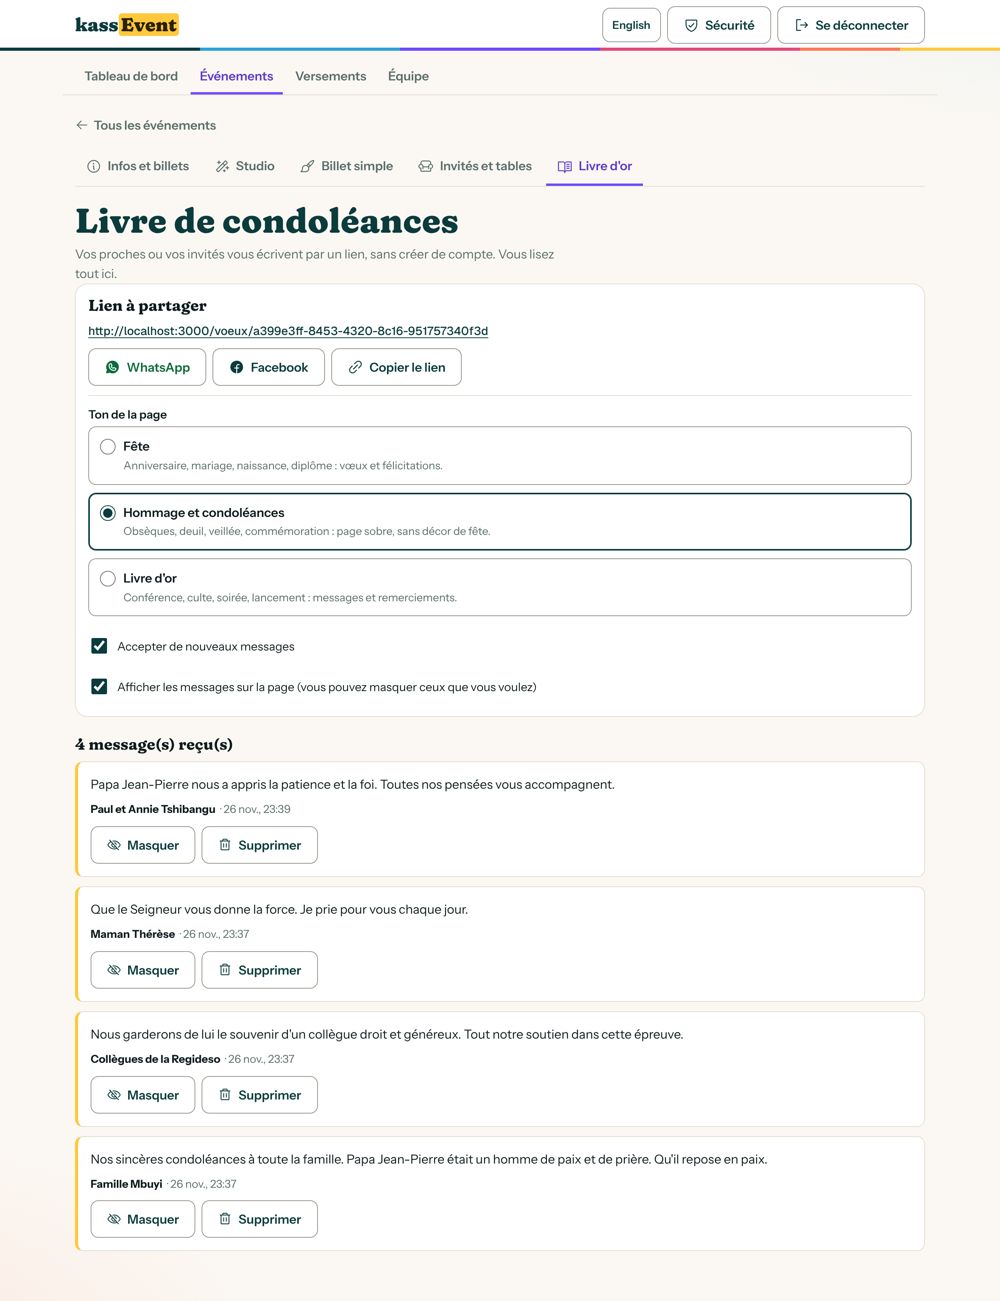 kassEvent
English
Sécurité
Se déconnecter
Tableau de bord
Événements
Versements
Équipe
Tous les événements
Infos et billets
Studio
Billet simple
Invités et tables
Livre d'or
Livre de condoléances
Vos proches ou vos invités vous écrivent par un lien, sans créer de compte. Vous lisez
tout ici.
Lien à partager
http://localhost:3000/voeux/a399e3ff-8453-4320-8c16-951757340f3d
WhatsApp
Facebook
Copier le lien
Ton de la page
Fête
Anniversaire, mariage, naissance, diplôme : vœux et félicitations.
Hommage et condoléances
Obsèques, deuil, veillée, commémoration : page sobre, sans décor de fête.
Livre d'or
Conférence, culte, soirée, lancement : messages et remerciements.
Accepter de nouveaux messages
Afficher les messages sur la page (vous pouvez masquer ceux que vous voulez)
4 message(s) reçu(s)
Papa Jean-Pierre nous a appris la patience et la foi. Toutes nos pensées vous accompagnent.
Paul et Annie Tshibangu · 26 nov., 23:39
Masquer
Supprimer
Que le Seigneur vous donne la force. Je prie pour vous chaque jour.
Maman Thérèse · 26 nov., 23:37
Masquer
Supprimer
Nous garderons de lui le souvenir d'un collègue droit et généreux. Tout notre soutien dans cette épreuve.
Collègues de la Regideso · 26 nov., 23:37
Masquer
Supprimer
Nos sincères condoléances à toute la famille. Papa Jean-Pierre était un homme de paix et de prière. Qu'il repose en paix.
Famille Mbuyi · 26 nov., 23:37
Masquer
Supprimer